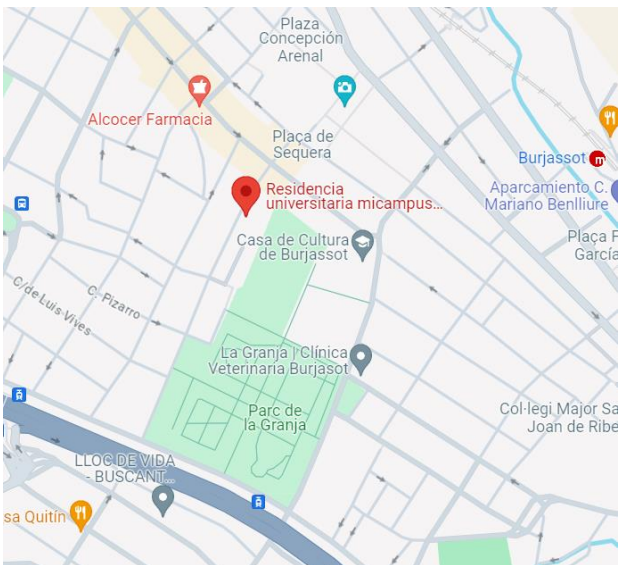 Plaza
Concepción
Arenal
Alcocer Farmacia
Plaça de
Sequera
Burjassot
m
Residencia
universitaria micampus...
Aparcamiento C.
Mariano Benlliure
Casa de Cultura
de Burjassot
Plaça F
García
C. Pizarro
C/de Luis Vives
La Granja | Clínica
Veterinaria Burjasot
Parc de
la Granja
Col·legi Major Sa
Joan de Ribe
LLOC DE VIDA
- BUSCANT...
sa Quitín